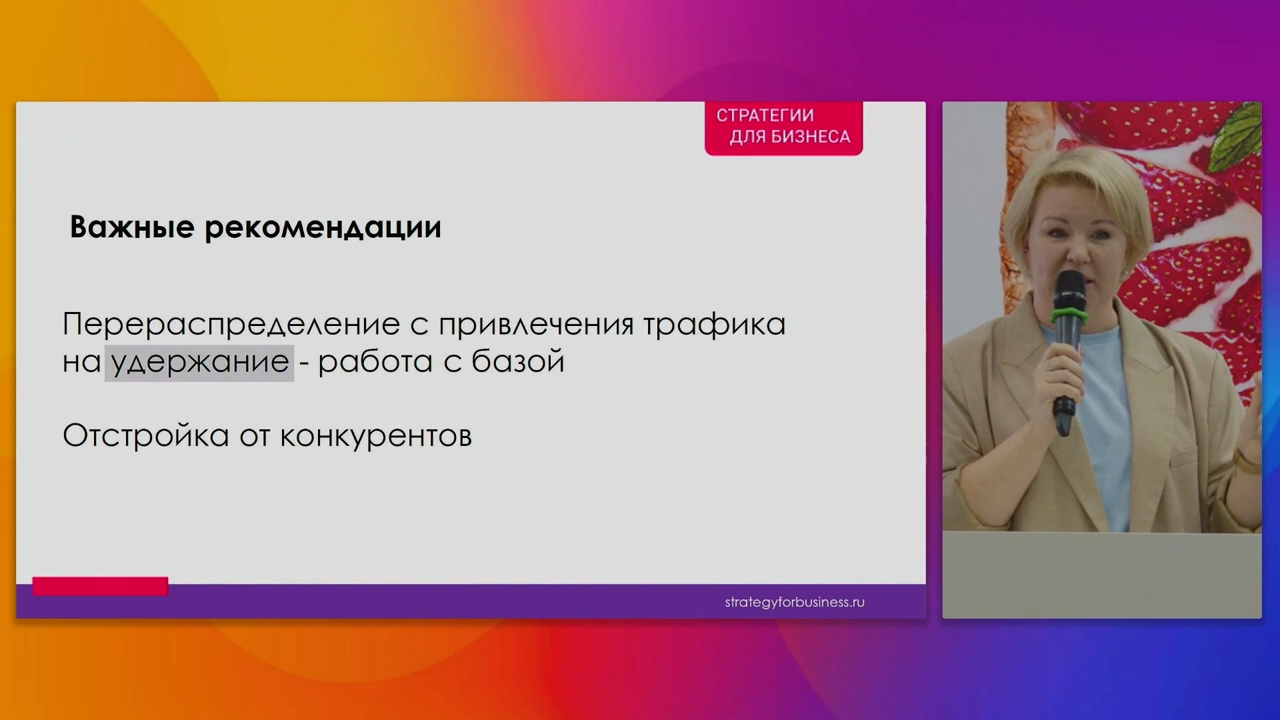 СТРАТЕГИИ
ДЛЯ БИЗНЕСА
Важные рекомендации
Перераспределение с привлечения трафика
на удержание - работа с базой
Отстройка от конкурентов
strategyforbusiness.ru